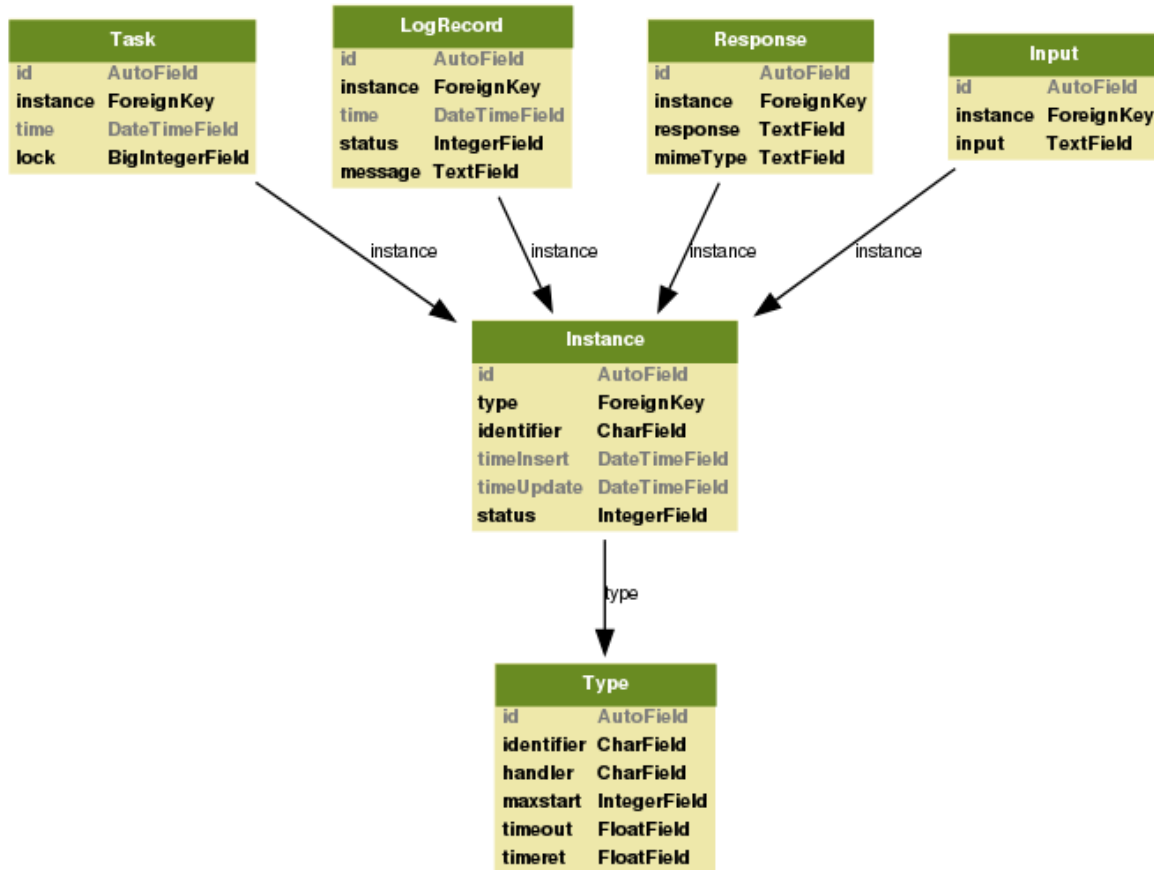 Task
id AutoField
instance ForeignKey
time DateTimeField
lock BigIntegerField
LogRecord
id AutoField
instance ForeignKey
time DateTimeField
status IntegerField
message TextField
Response
id AutoField
instance ForeignKey
response TextField
mimeType TextField
Input
id AutoField
instance ForeignKey
input TextField
instance
instance
instance
instance
Instance
id AutoField
type ForeignKey
identifier CharField
timeInsert DateTimeField
timeUpdate DateTimeField
status IntegerField
type
Type
id AutoField
identifier CharField
handler CharField
maxstart IntegerField
timeout FloatField
timeret FloatField